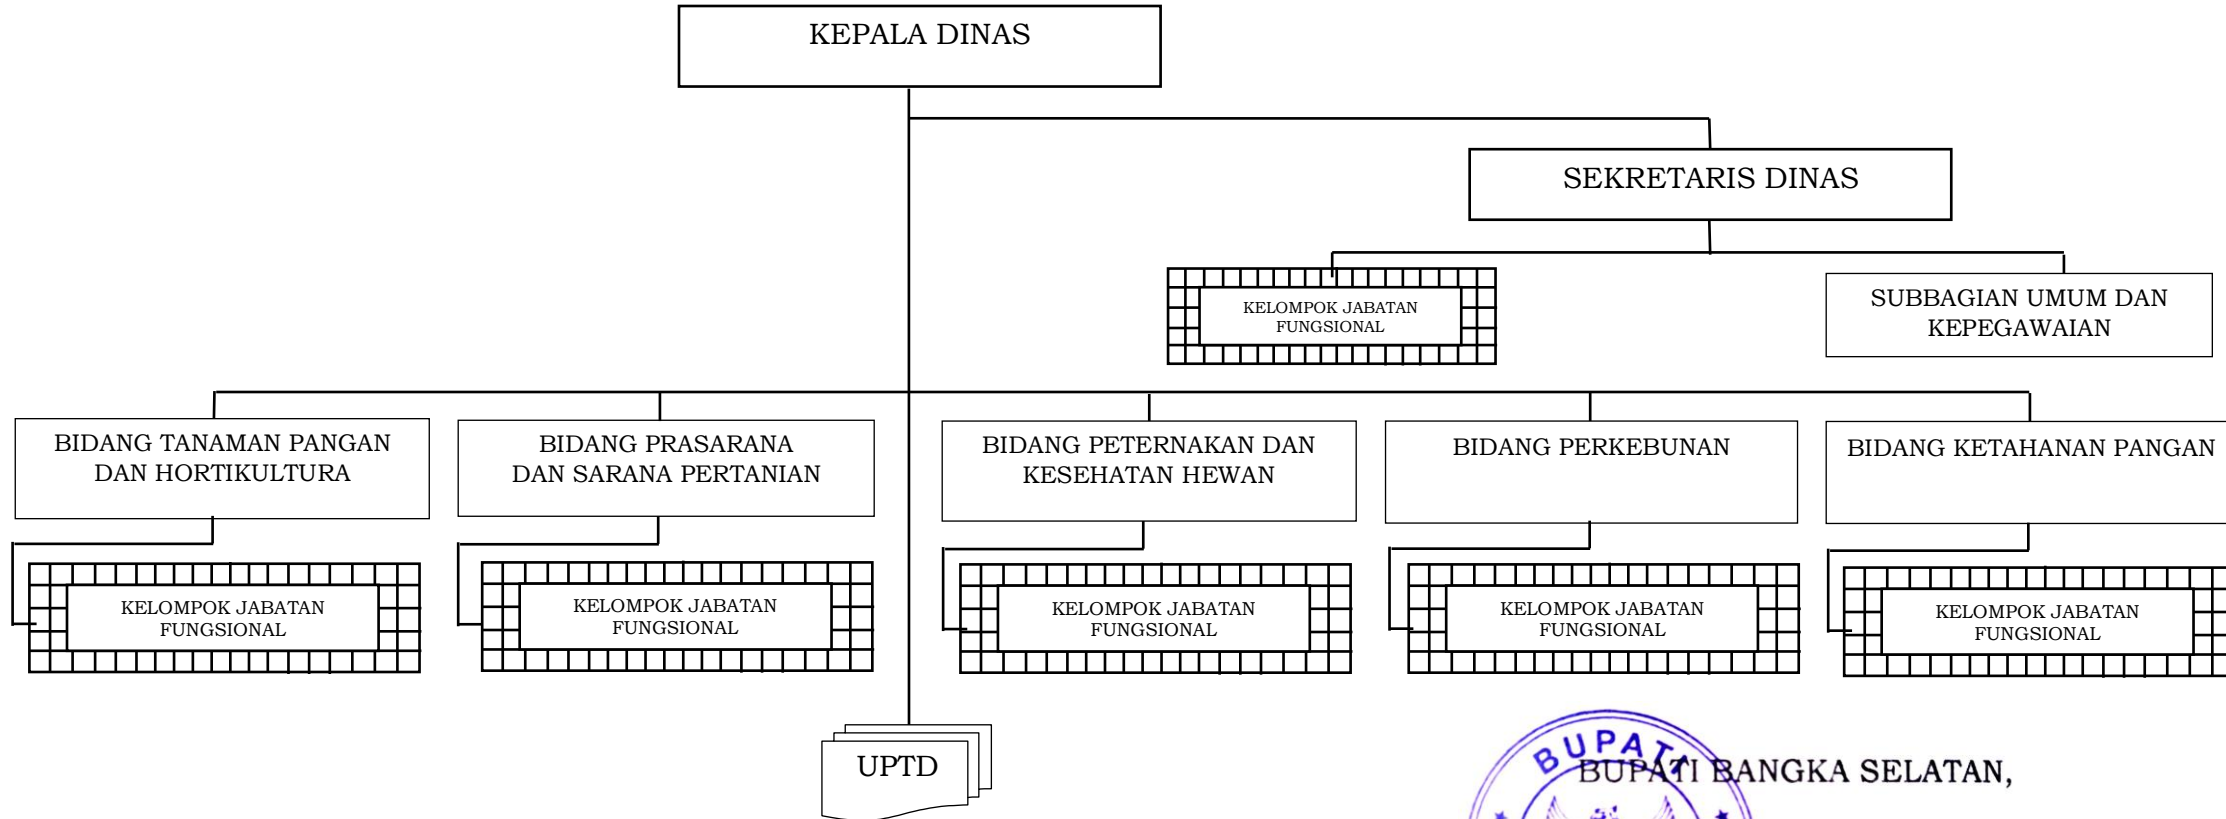 KEPALA DINAS
SEKRETARIS DINAS
KELOMPOK JABATAN
FUNGSIONAL
SUBBAGIAN UMUM DAN
KEPEGAWAIAN
BIDANG TANAMAN PANGAN
DAN HORTIKULTURA
BIDANG PRASARANA
DAN SARANA PERTANIAN
BIDANG PETERNAKAN DAN
KESEHATAN HEWAN
BIDANG PERKEBUNAN
BIDANG KETAHANAN PANGAN
KELOMPOK JABATAN
FUNGSIONAL
KELOMPOK JABATAN
FUNGSIONAL
KELOMPOK JABATAN
FUNGSIONAL
KELOMPOK JABATAN
FUNGSIONAL
KELOMPOK JABATAN
FUNGSIONAL
UPTD
BUPATI
BUPATI BANGKA SELATAN,